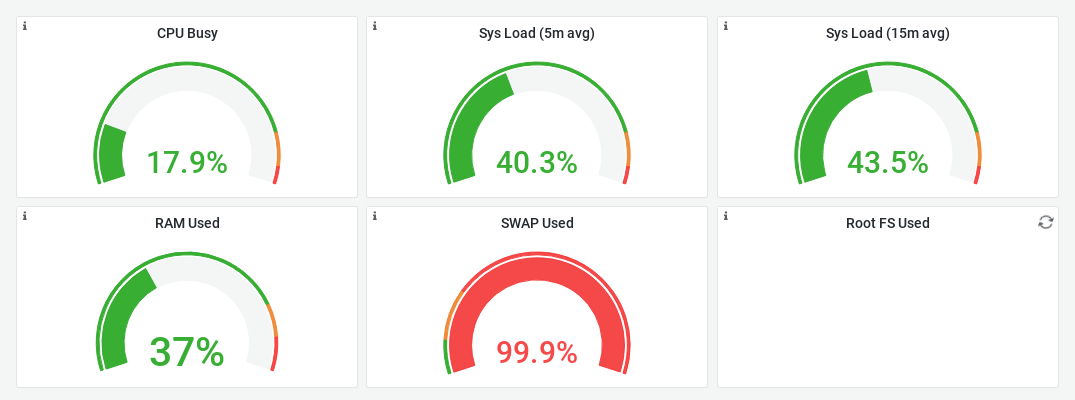 CPU Busy
17.9%
Sys Load (5m avg)
40.3%
Sys Load (15m avg)
43.5%
RAM Used
37%
SWAP Used
99.9%
Root FS Used